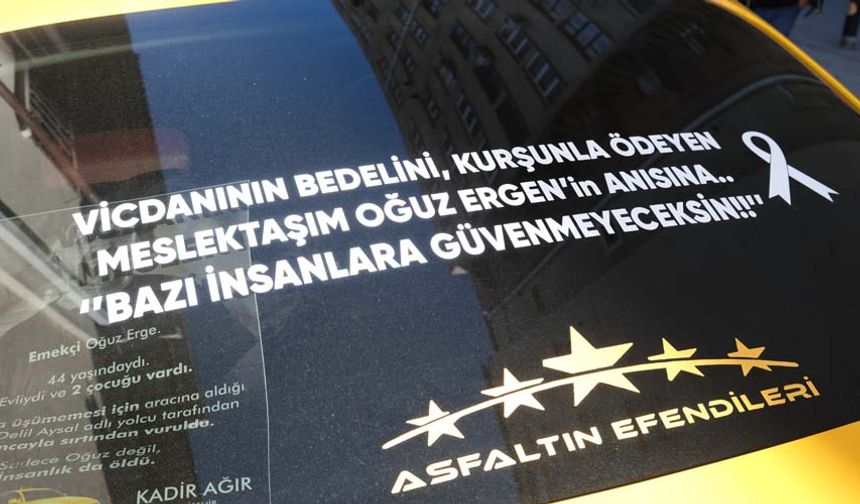 VİCDANININ BEDELİNİ, KURŞUNLA ÖDEYEN
MESLEKTAŞIM OĞUZ ERGEN'in ANISINA..
"BAZI İNSANLARA GÜVENMEYECEKSİN!!"
Emekçi Oğuz Erge.
44 yaşındaydı.
Evliydi ve 2 çocuğu vardı.
üşümemesi için aracına aldığı
Delil Aysal adlı yolcu tarafından
sırtından vuruldu.
Sadece Oğuz değil,
insanlık da öldü.
KADİR AĞIR
ASFALTIN EFENDİLERİ